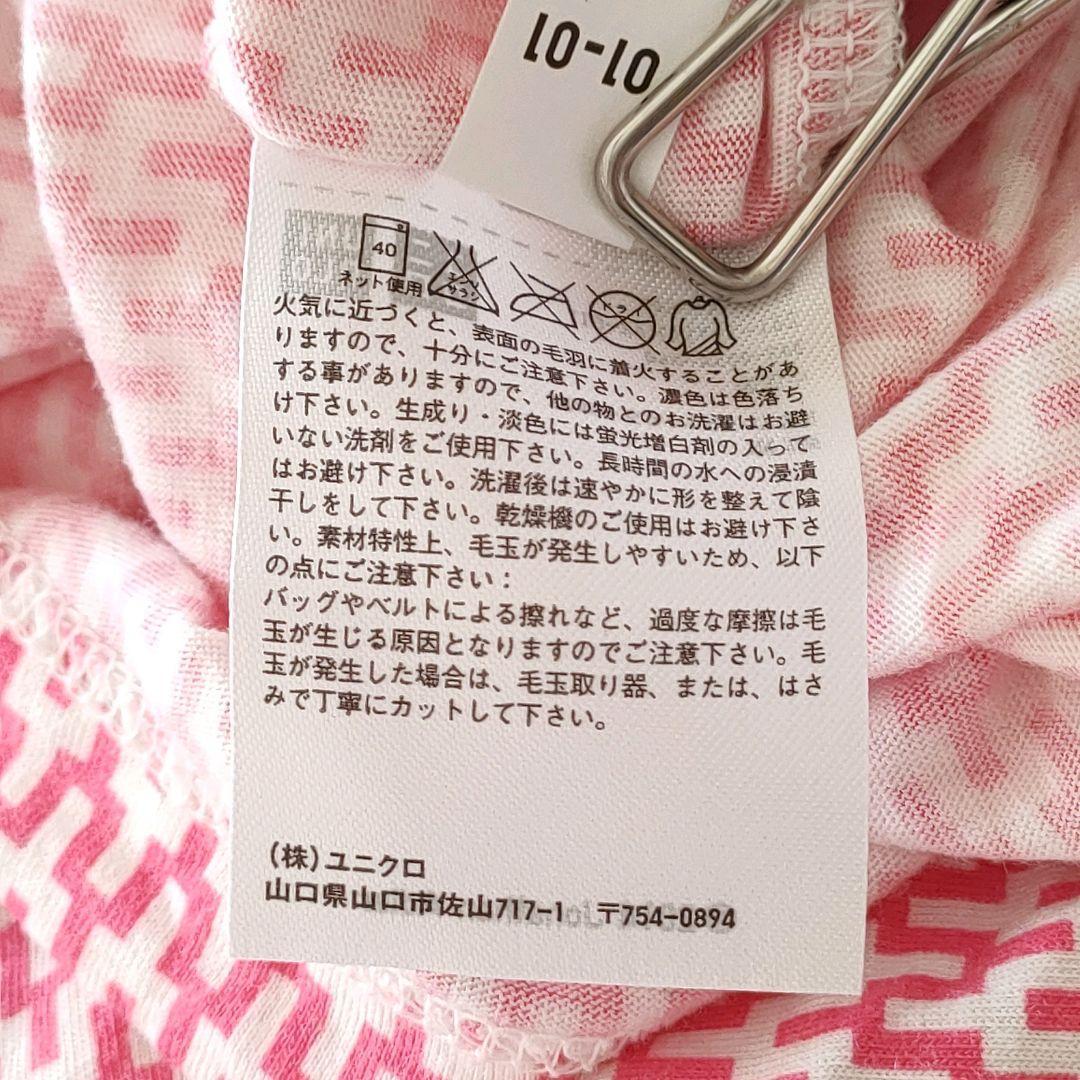 01-01
40
ネット使用
エンソ
サラシ
ドライ
火気に近づくと、表面の毛羽に着火することがあ
りますので、十分にご注意下さい。濃色は色落ち
する事がありますので、他の物とのお洗濯はお避
け下さい。生成り・淡色には蛍光増白剤の入って
いない洗剤をご使用下さい。長時間の水への浸漬
はお避け下さい。洗濯後は速やかに形を整えて陰
干しをして下さい。乾燥機のご使用はお避け下さ
い。素材特性上、毛玉が発生しやすいため、以下
の点にご注意下さい：
バッグやベルトによる擦れなど、過度な摩擦は毛
玉が生じる原因となりますのでご注意下さい。毛
玉が発生した場合は、毛玉取り器、または、はさ
みで丁寧にカットして下さい。
(株)ユニクロ
山口県山口市佐山717-1 〒754-0894